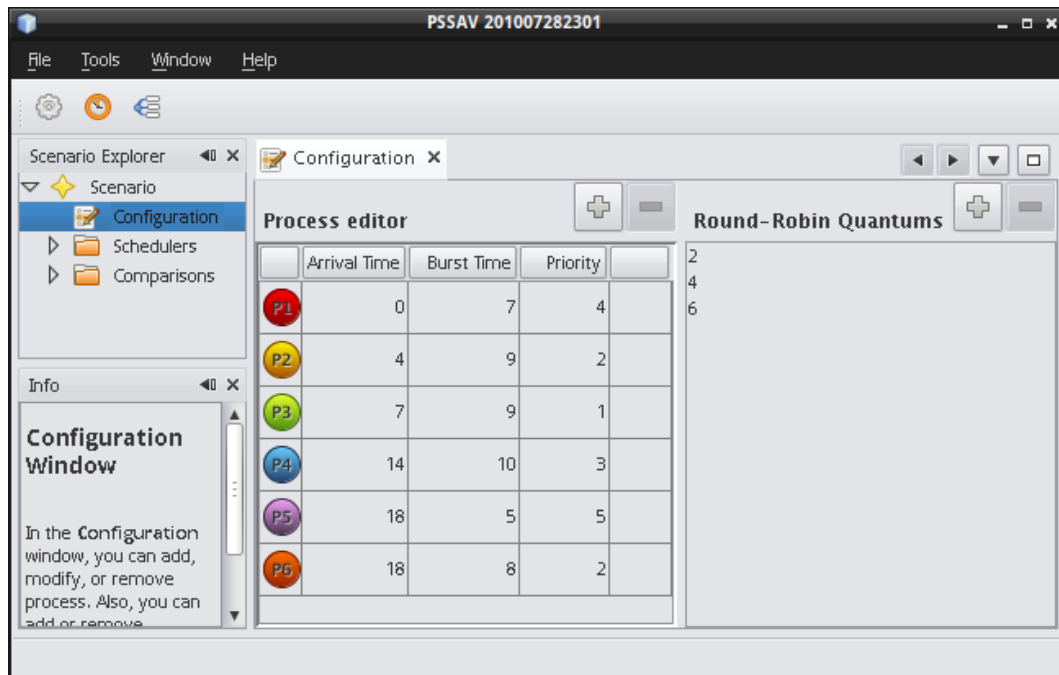 PSSAV 201007282301
File Tools Window Help
Scenario Explorer
Scenario
Configuration
Schedulers
Comparisons
Info
Configuration
Window
In the Configuration
window, you can add,
modify, or remove
process. Also, you can
add or remove
Configuration
Process editor
Arrival Time Burst Time Priority
P1 0 7 4
P2 4 9 2
P3 7 9 1
P4 14 10 3
P5 18 5 5
P6 18 8 2
Round-Robin Quantums
2
4
6